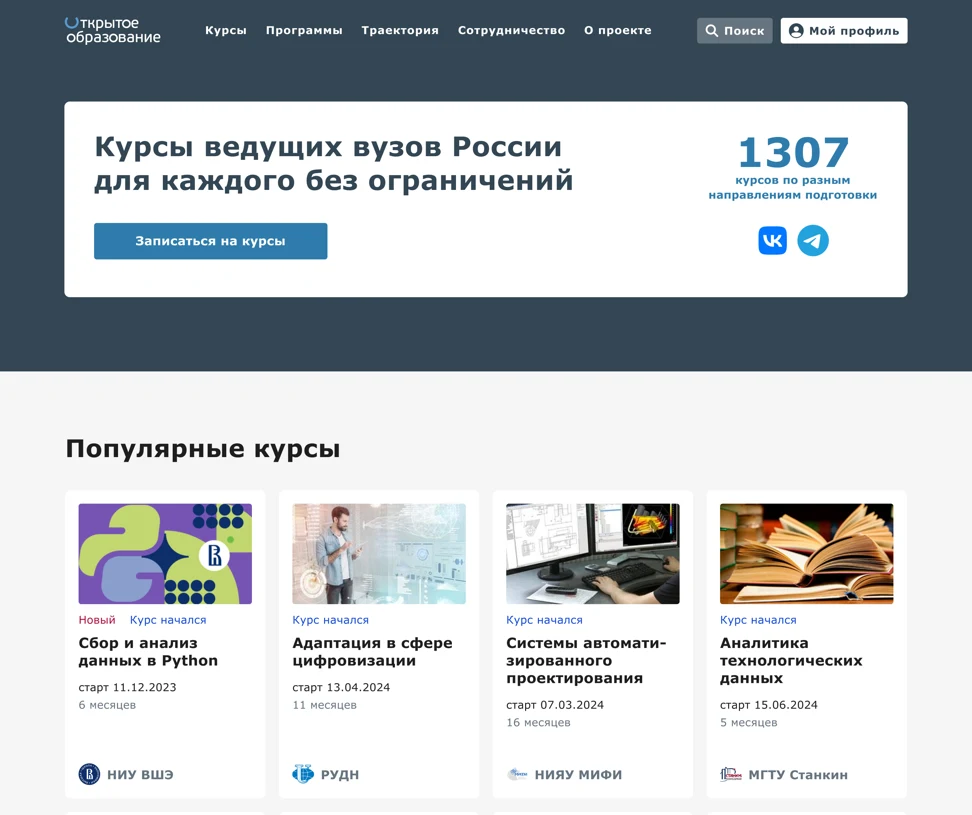 Открытое
образование
Курсы Программы Траектория Сотрудничество О проекте Поиск Мой профиль
Курсы ведущих вузов России
для каждого без ограничений
Записаться на курсы
1307
курсов по разным
направлениям подготовки
Популярные курсы
Новый Курс начался
Сбор и анализ
данных в Python
старт 11.12.2023
6 месяцев
НИУ ВШЭ
Курс начался
Адаптация в сфере
цифровизации
старт 13.04.2024
11 месяцев
РУДН
Курс начался
Системы автомати-
зированного
проектирования
старт 07.03.2024
16 месяцев
НИЯУ МИФИ
Курс начался
Аналитика
технологических
данных
старт 15.06.2024
5 месяцев
МГТУ Станкин